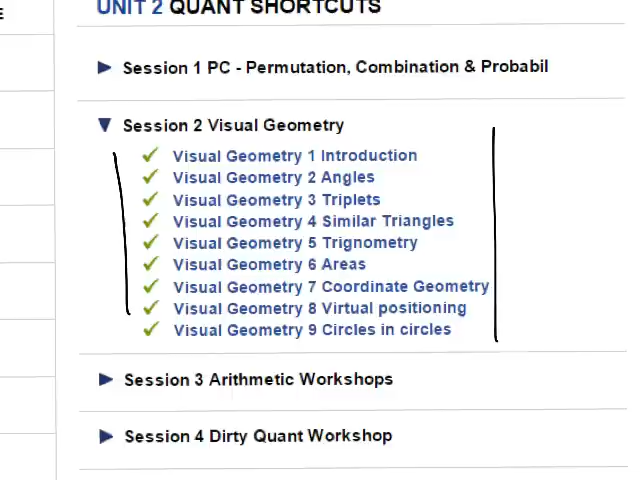 E
UNIT 2 QUANT SHORTCUTS
Session 1 PC - Permutation, Combination & Probabil
Session 2 Visual Geometry
Visual Geometry 1 Introduction
Visual Geometry 2 Angles
Visual Geometry 3 Triplets
Visual Geometry 4 Similar Triangles
Visual Geometry 5 Trignometry
Visual Geometry 6 Areas
Visual Geometry 7 Coordinate Geometry
Visual Geometry 8 Virtual positioning
Visual Geometry 9 Circles in circles
Session 3 Arithmetic Workshops
Session 4 Dirty Quant Workshop